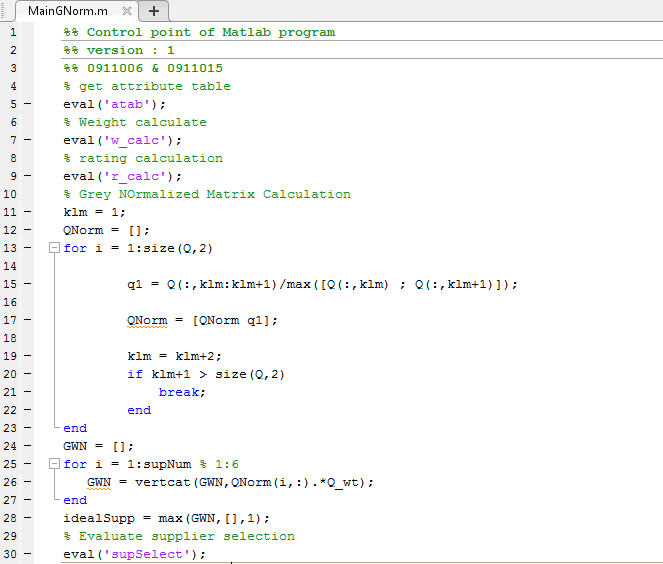 MainGNorm.m × +
1 %% Control point of Matlab program
2 %% version : 1
3 %% 0911006 & 0911015
4 % get attribute table
5 — eval('atab');
6 % Weight calculate
7 — eval('w_calc');
8 % rating calculation
9 — eval('r_calc');
10 % Grey NOrmalized Matrix Calculation
11 — klm = 1;
12 — QNorm = [];
13 — for i = 1:size(Q,2)
14
15 — q1 = Q(:,klm:klm+1)/max([Q(:,klm) ; Q(:,klm+1)]);
16
17 — QNorm = [QNorm q1];
18
19 — klm = klm+2;
20 — if klm+1 > size(Q,2)
21 — break;
22 — end
23 — end
24 — GWN = [];
25 — for i = 1:supNum % 1:6
26 — GWN = vertcat(GWN,QNorm(i,:).*Q_wt);
27 — end
28 — idealSupp = max(GWN,[],1);
29 % Evaluate supplier selection
30 — eval('supSelect');